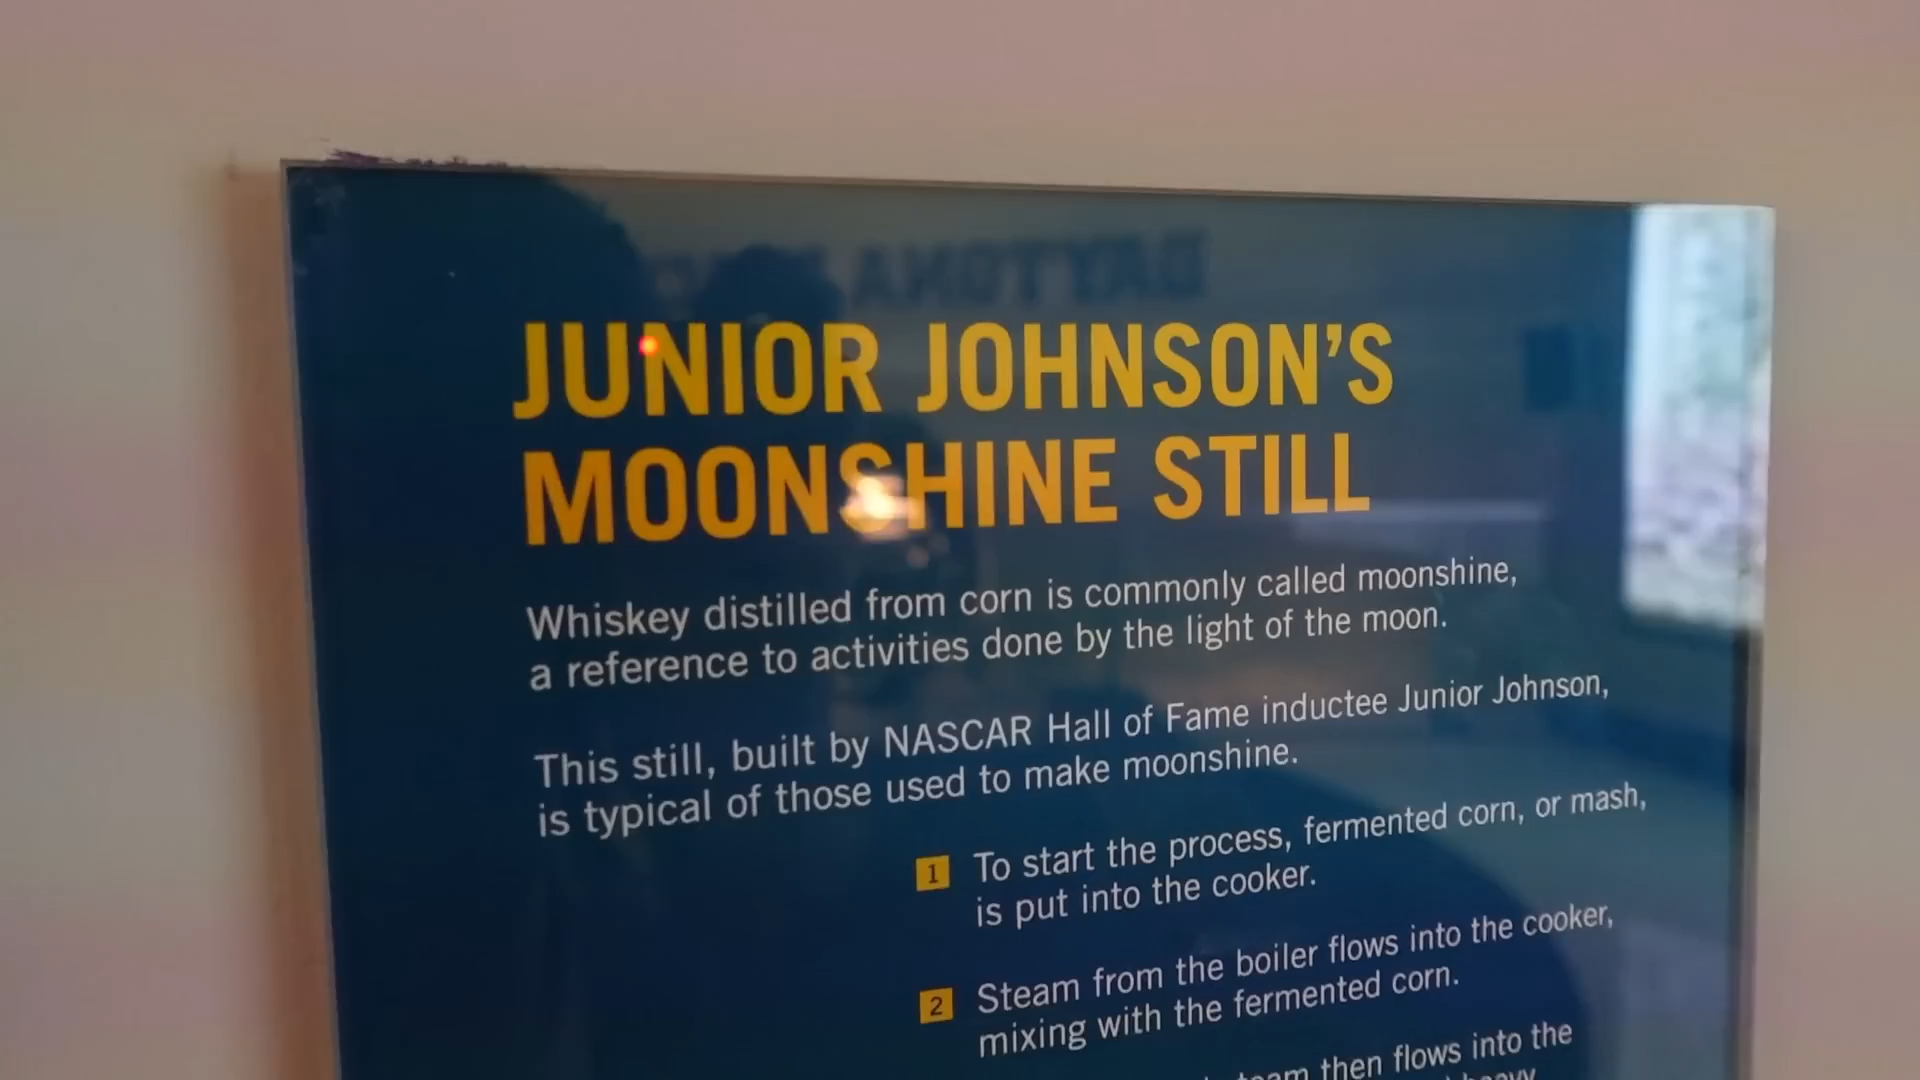 JUNIOR JOHNSON'S
MOONSHINE STILL
Whiskey distilled from corn is commonly called moonshine,
a reference to activities done by the light of the moon.
This still, built by NASCAR Hall of Fame inductee Junior Johnson,
is typical of those used to make moonshine.
1 To start the process, fermented corn, or mash,
is put into the cooker.
2 Steam from the boiler flows into the cooker,
mixing with the fermented corn.
then flows into the